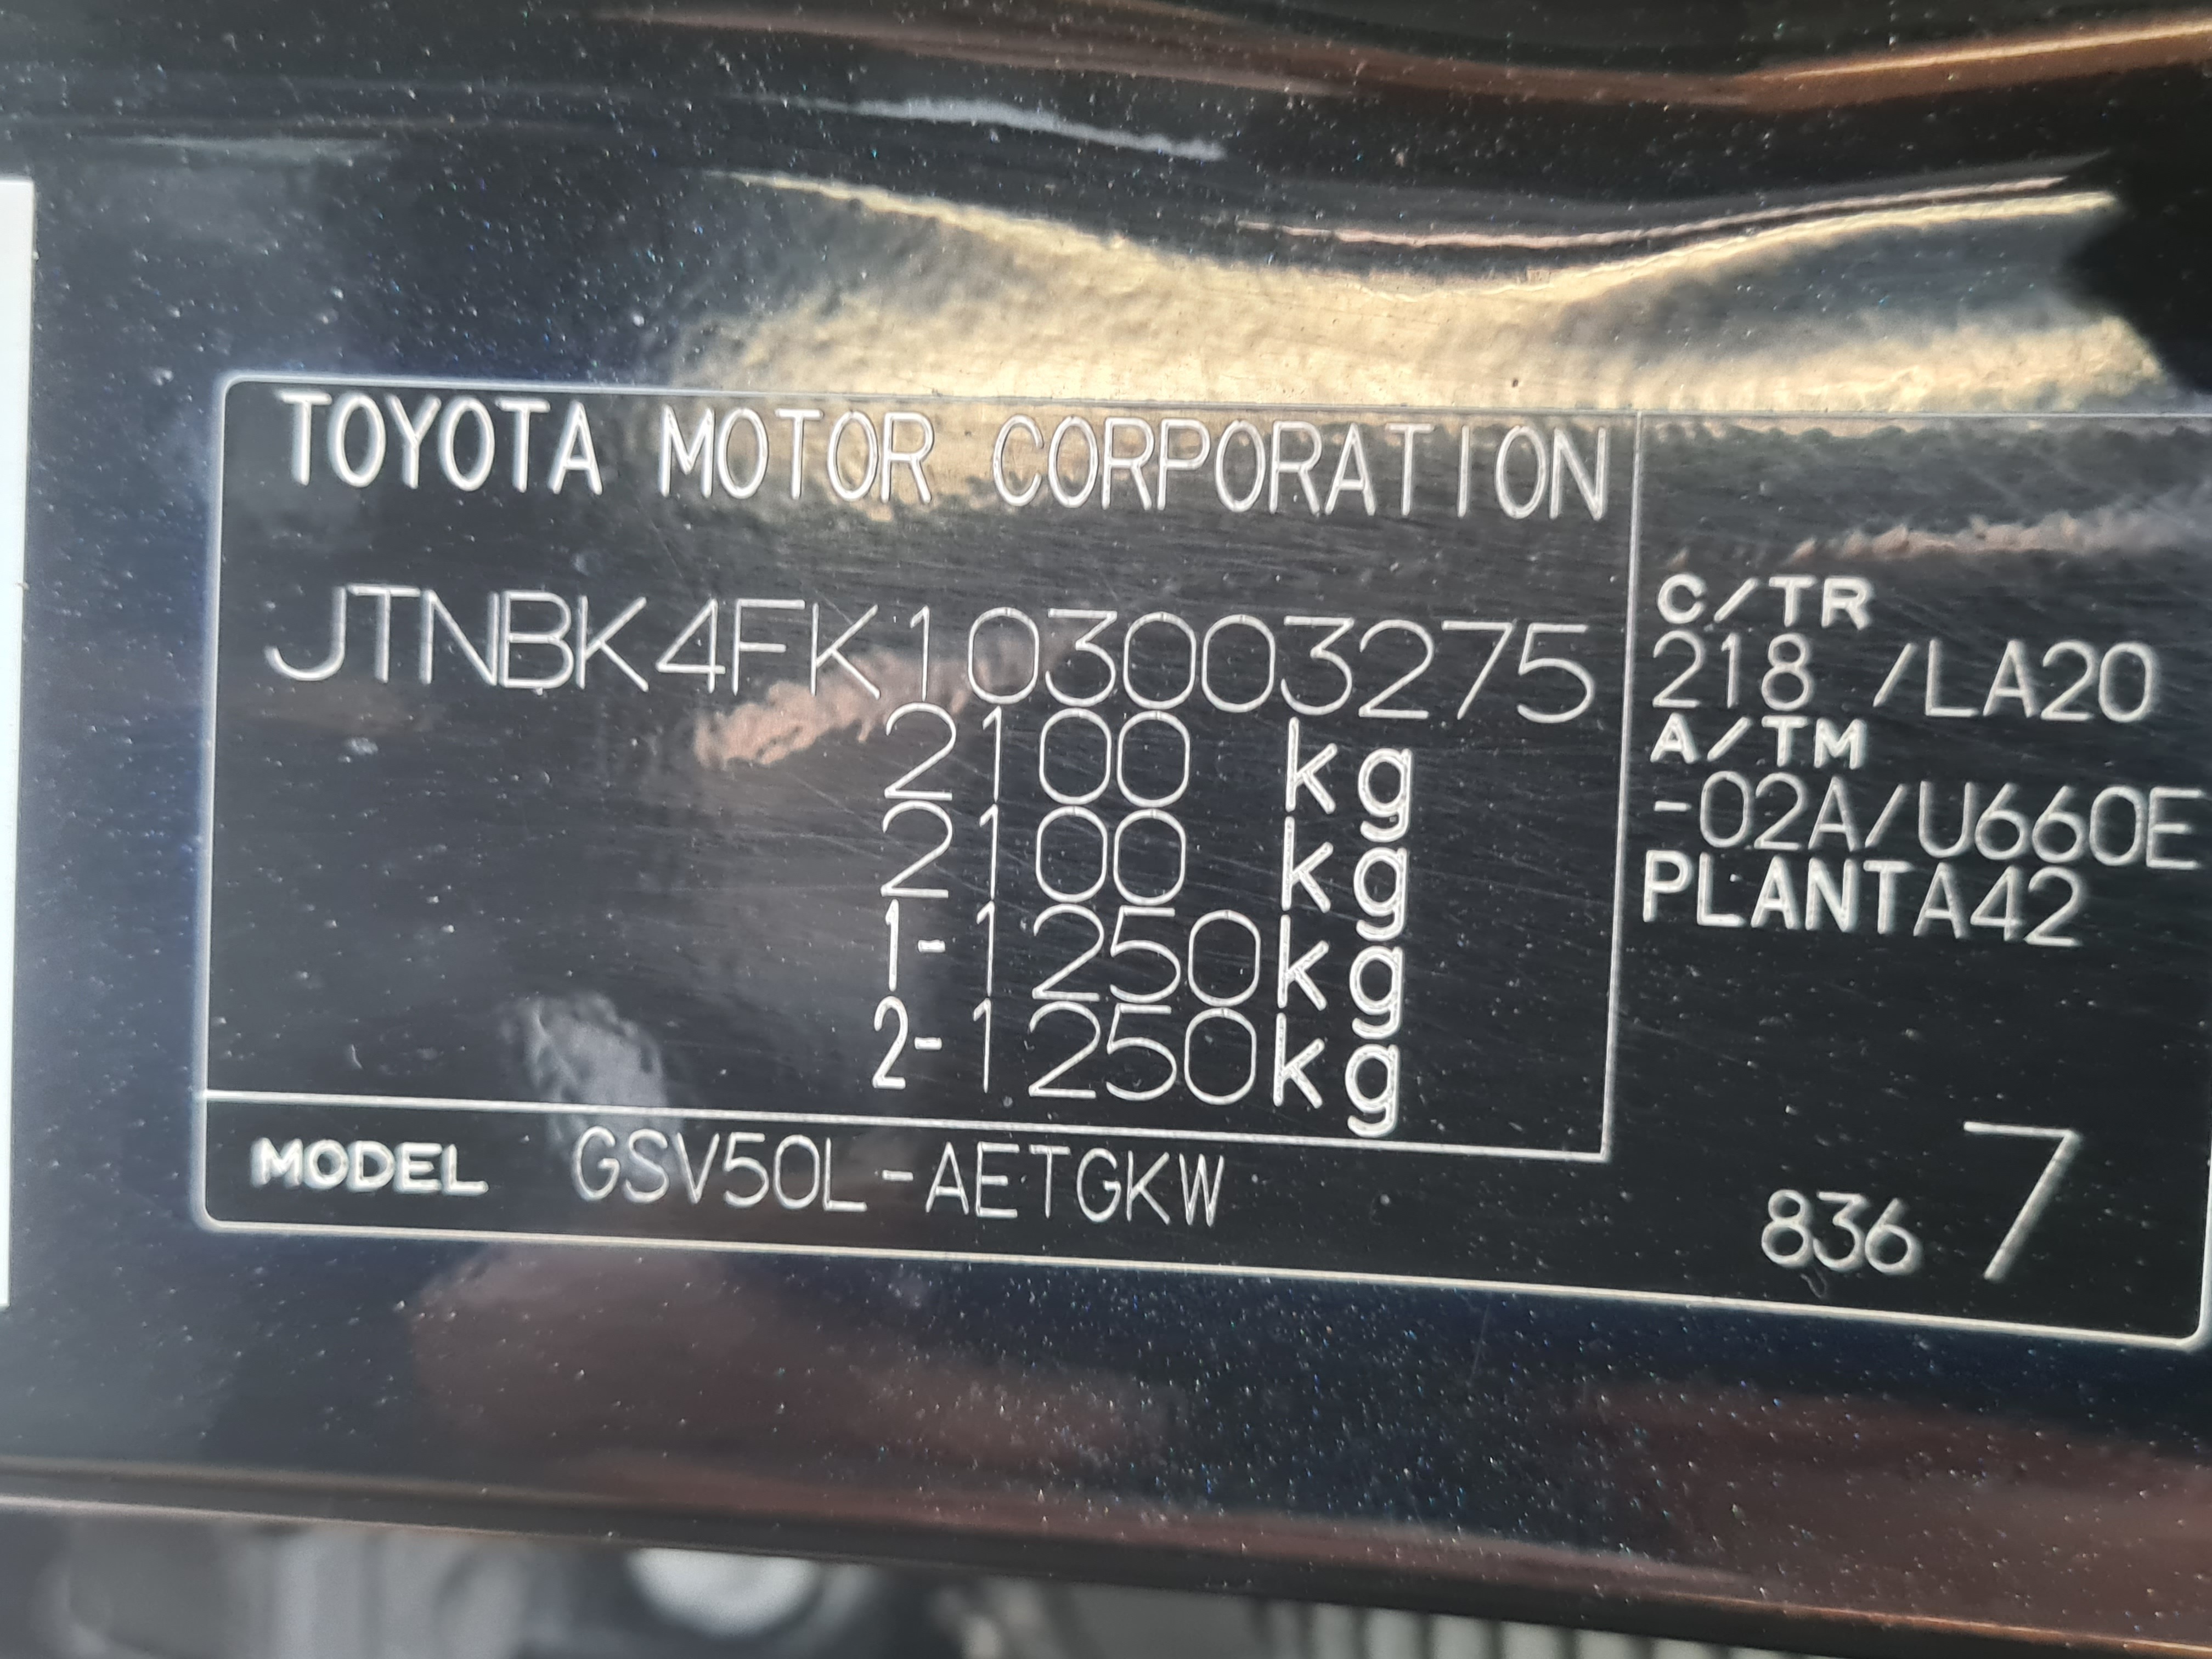 TOYOTA MOTOR CORPORATION
JTNBK4FK103003275
2100 kg
2100 kg
1-1250kg
2-1250kg
MODEL GSV50L-AETGKW
C/TR
218 /LA20
A/TM
-02A/U660E
PLANTA42
836 7